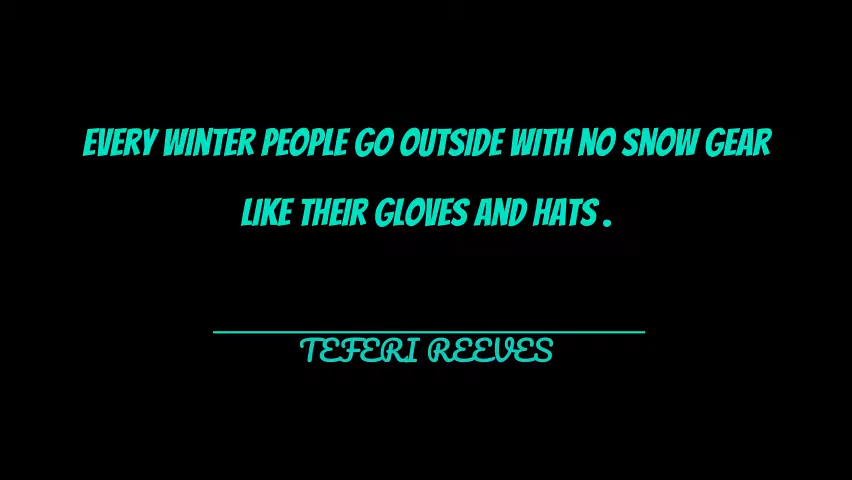 EVERY WINTER PEOPLE GO OUTSIDE WITH NO SNOW GEAR
LIKE THEIR GLOVES AND HATS .
TEFERI REEVES